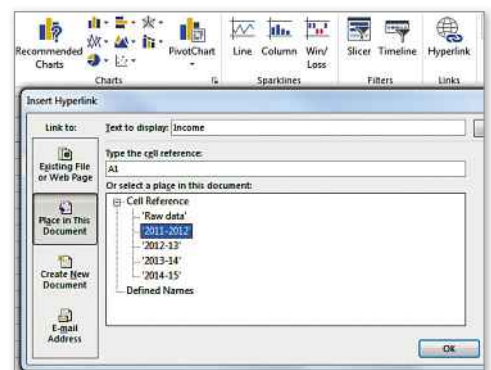 Recommended
Charts
PivotChart
Charts
Line Column Win/
Loss
Sparklines
Slicer Timeline
Filters
Hyperlink
Links
Insert Hyperlink
Link to:
Text to display: Income
Existing File
or Web Page
Place in This
Document
Create New
Document
E-mail
Address
Type the cell reference:
A1
Or select a place in this document:
Cell Reference
'Raw data'
'2011-2012'
'2012-13'
'2013-14'
'2014-15'
Defined Names
OK